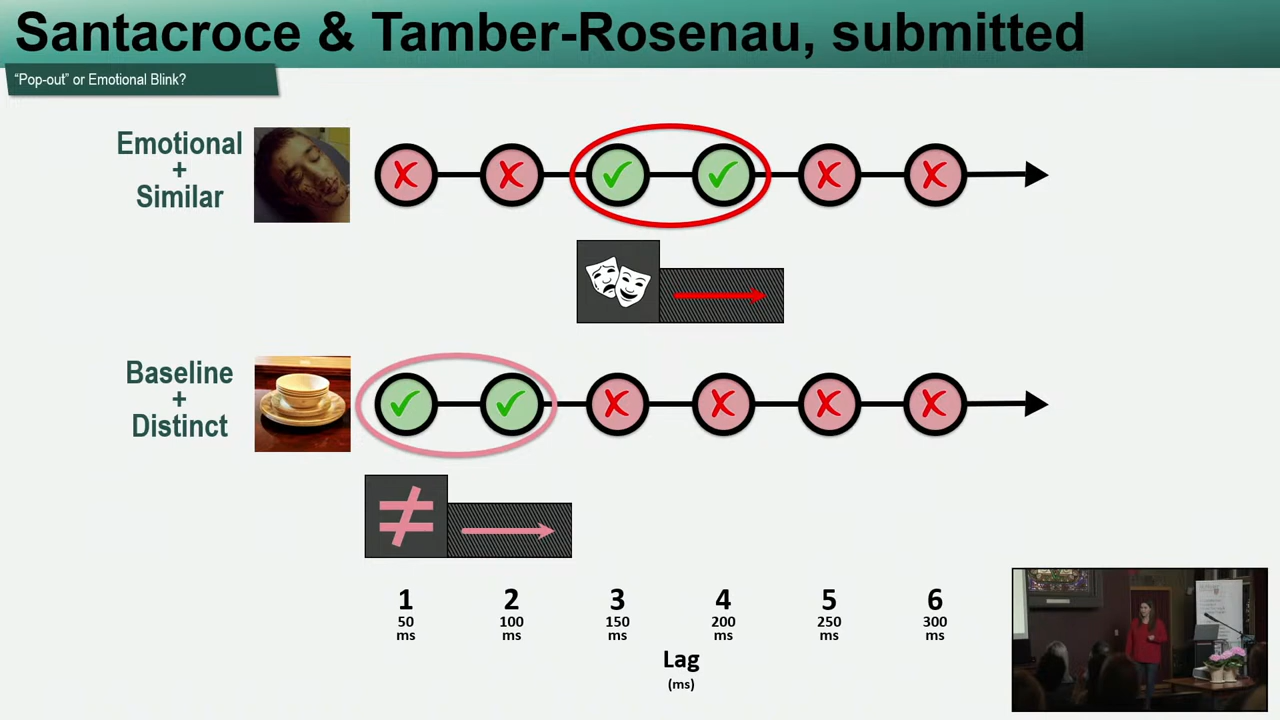 Santacroce & Tamber-Rosenau, submitted
“Pop-out” or Emotional Blink?
Emotional
+
Similar
Baseline
+
Distinct
≠
1 2 3 4 5 6
50 100 150 200 250 300
ms ms ms ms ms ms
Lag
(ms)